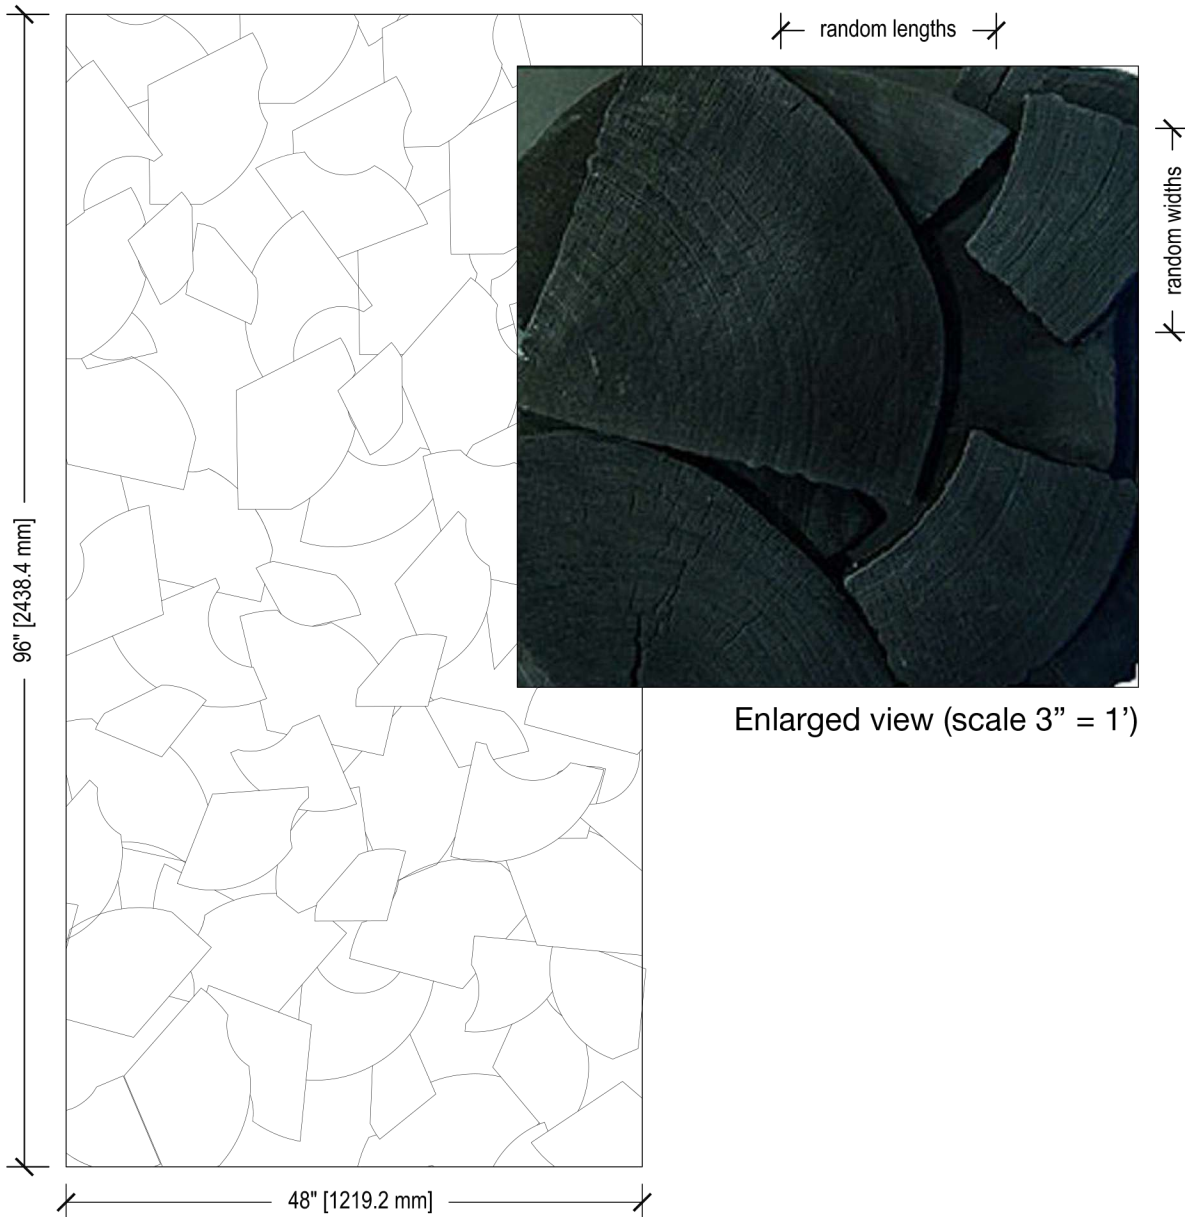 random lengths
random widths
96" [2438.4 mm]
Enlarged view (scale 3” = 1’)
48" [1219.2 mm]